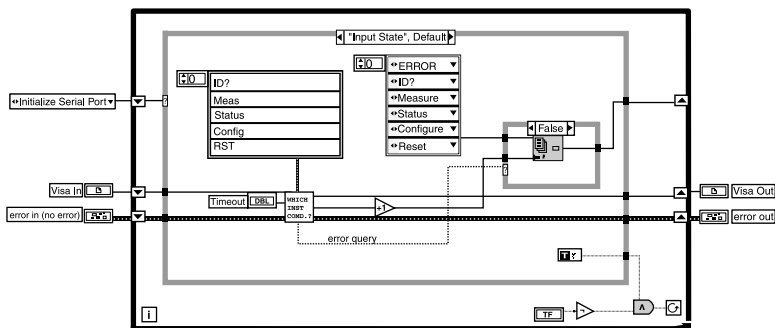 "Input State", Default
0
ID?
Meas
Status
Config
RST
0
ERROR
ID?
Measure
Status
Configure
Reset
Initialize Serial Port
?
False
?
Visa In
Timeout
DBL
WHICH
INST
COMD.?
+1
Visa Out
error in (no error)
error out
error query
T
?
i
TF